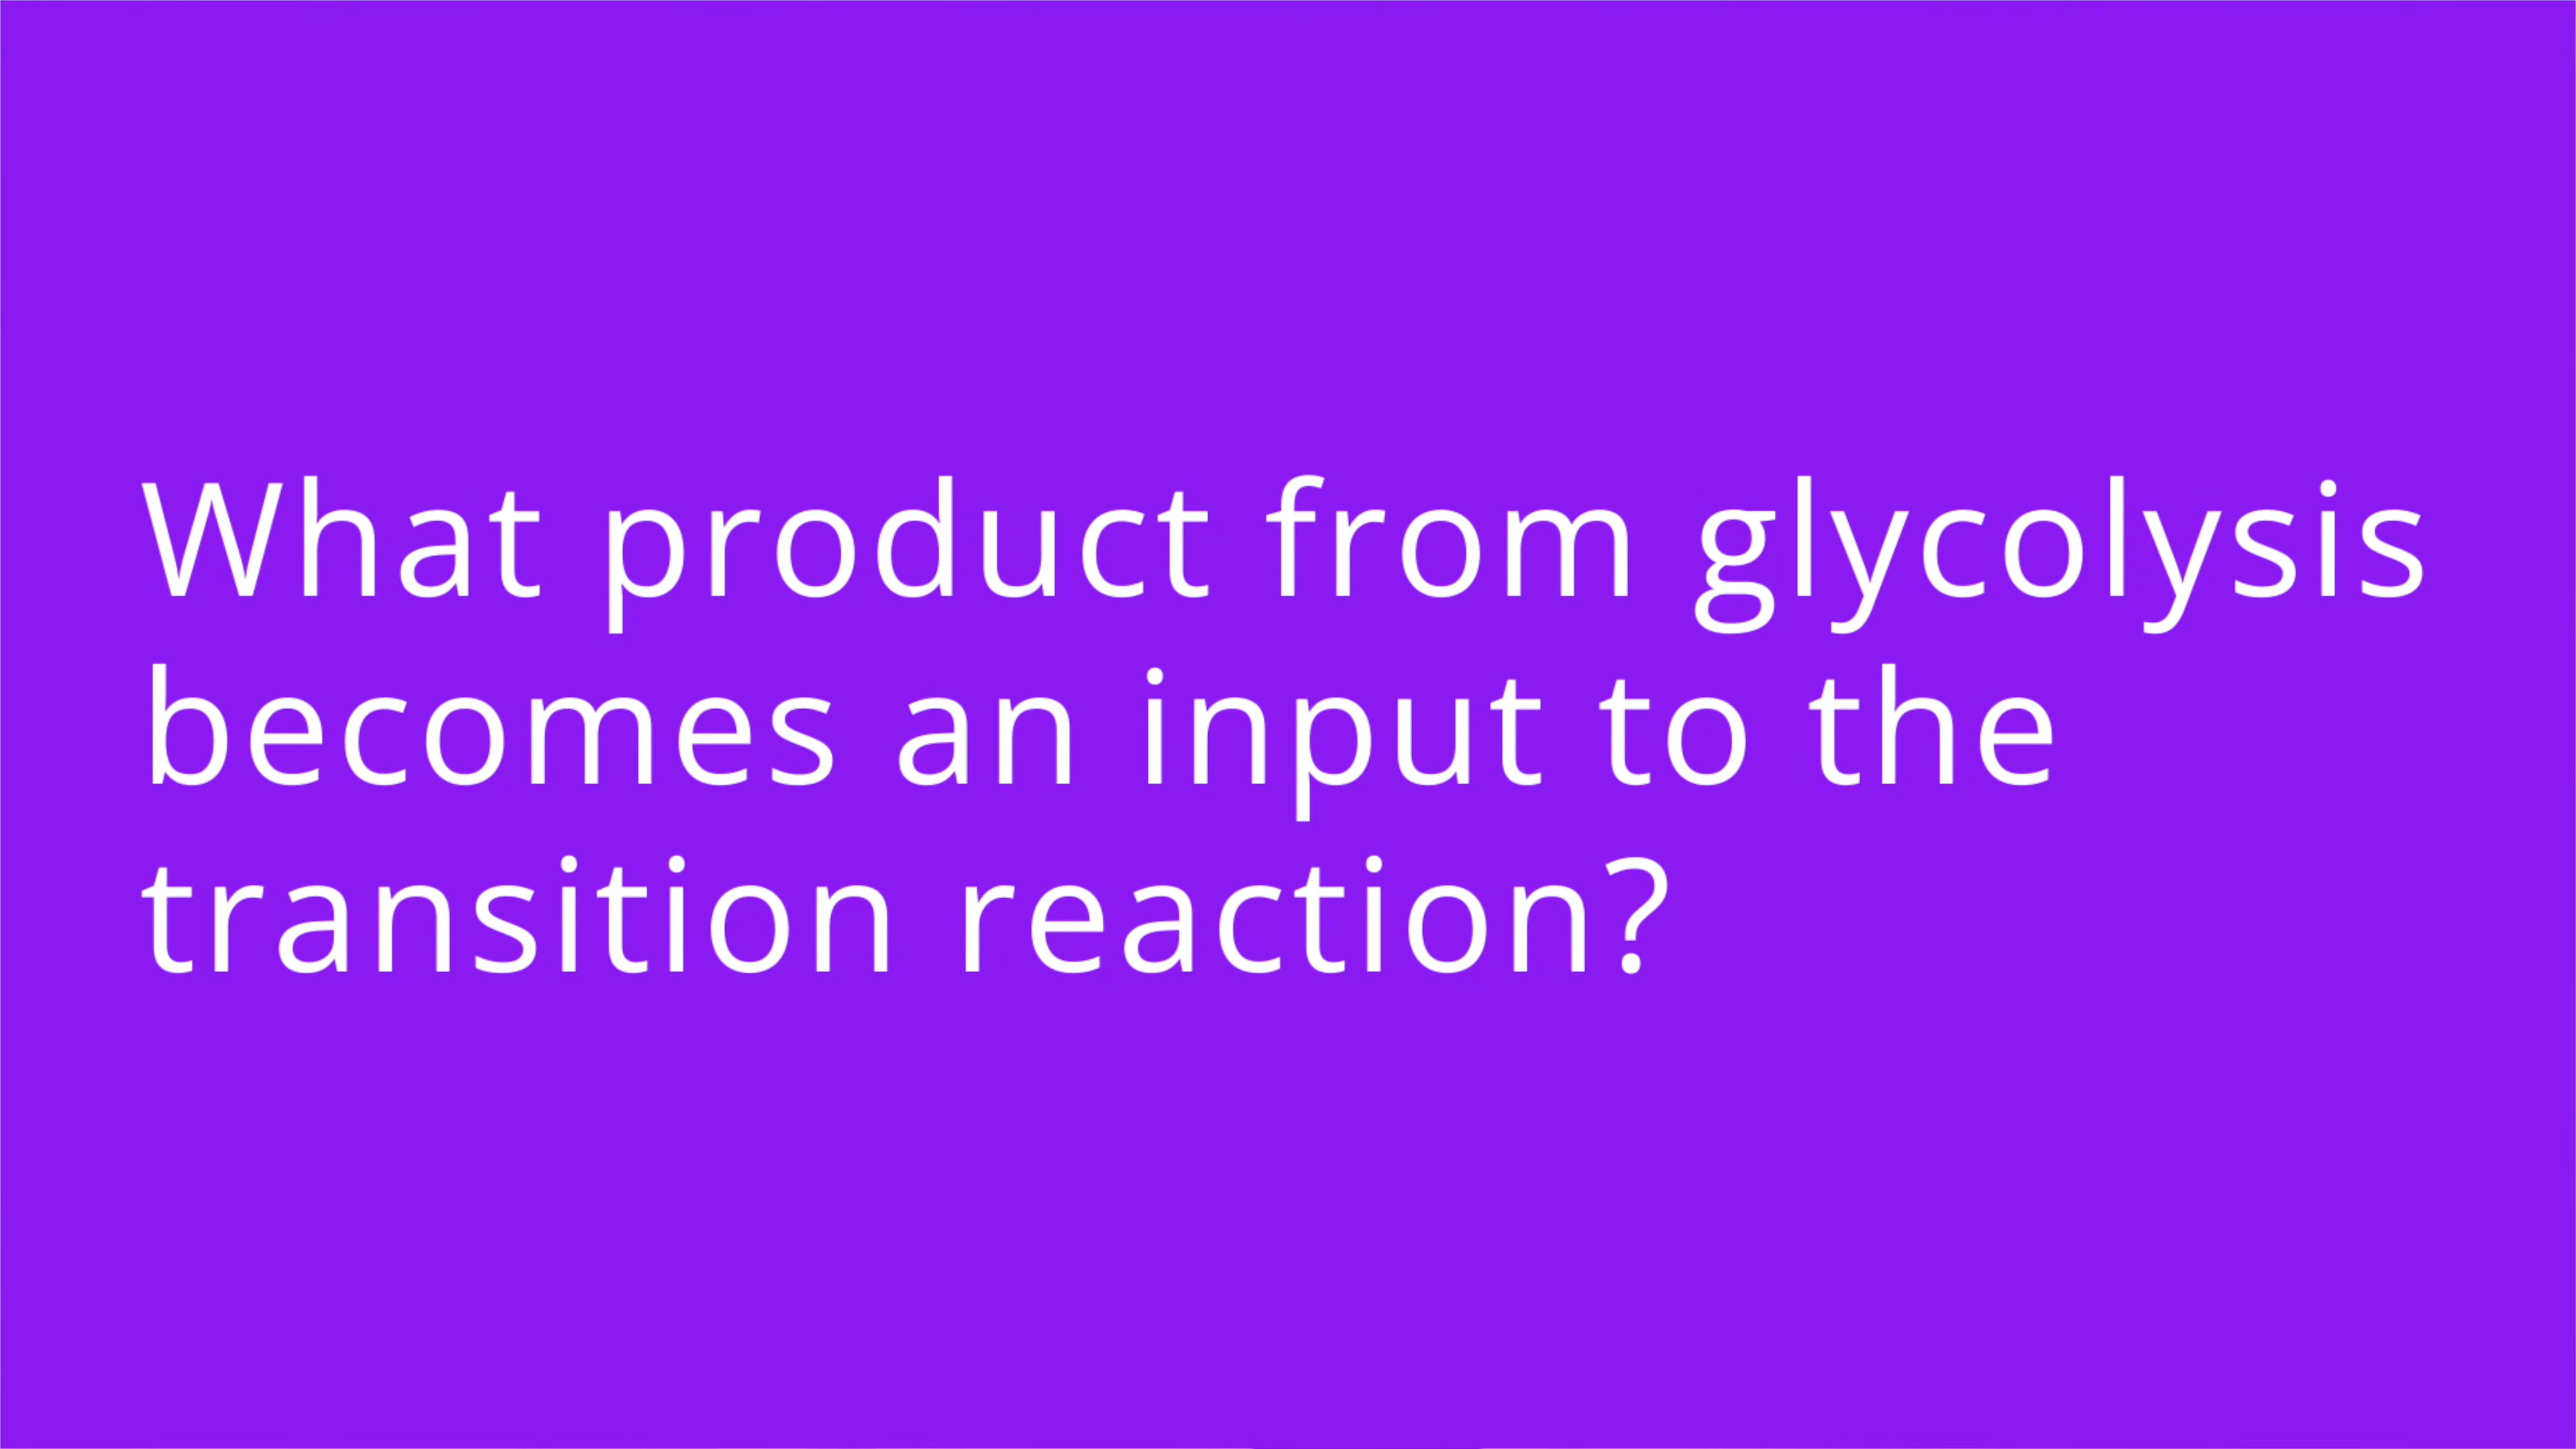 What product from glycolysis
becomes an input to the
transition reaction?